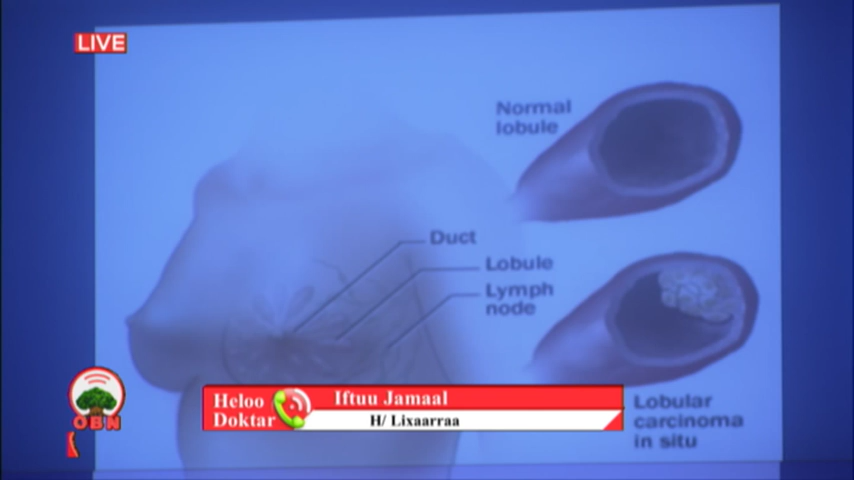 LIVE
Normal
lobule
Duct
Lobule
Lymph
node
Lobular
carcinoma
in situ
Heloo
Doktar
Iftuu Jamaal
H/ Lixaarraa
OBN